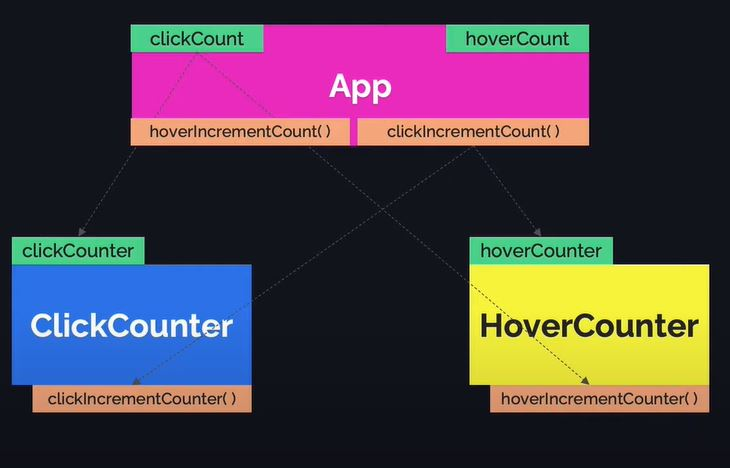 clickCount
hoverCount
App
hoverIncrementCount( )
clickIncrementCount( )
clickCounter
hoverCounter
ClickCounter
HoverCounter
clickIncrementCounter( )
hoverIncrementCounter( )